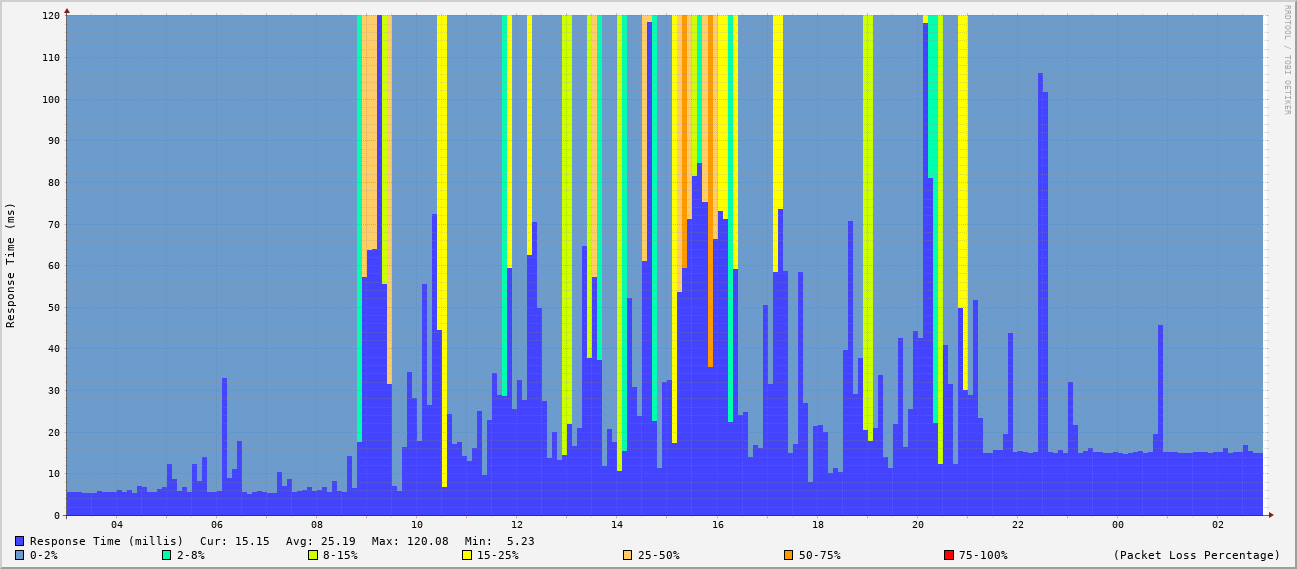 120
110
100
90
80
70
60
50
40
30
20
10
0
Response Time (ms)
RRDTOOL / TOBI OETIKER
04 06 08 10 12 14 16 18 20 22 00 02
Response Time (millis) Cur: 15.15 Avg: 25.19 Max: 120.08 Min: 5.23
0-2% 2-8% 8-15% 15-25% 25-50% 50-75% 75-100% (Packet Loss Percentage)